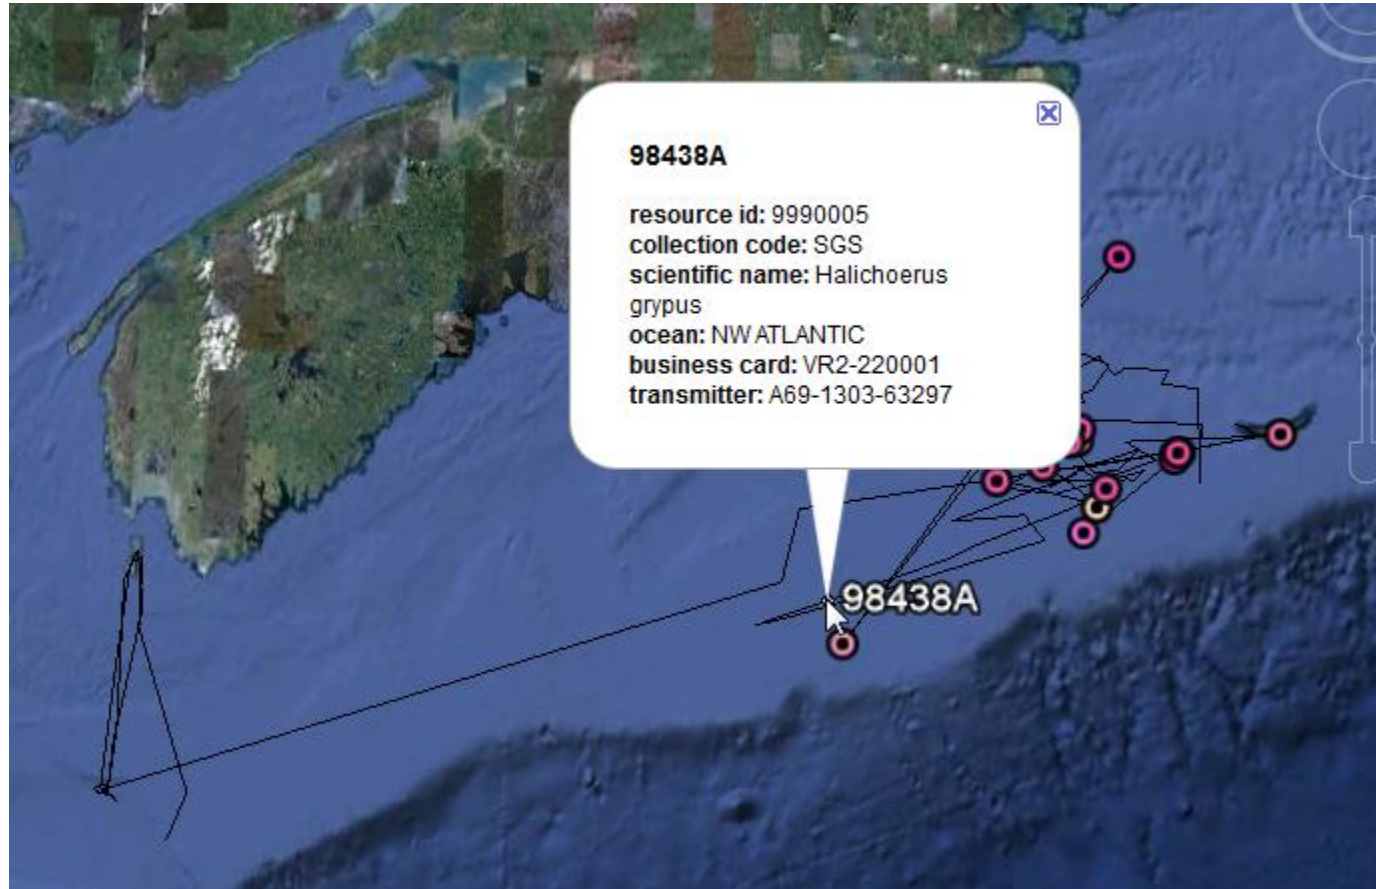 98438A
resource id: 9990005
collection code: SGS
scientific name: Halichoerus
grypus
ocean: NW ATLANTIC
business card: VR2-220001
transmitter: A69-1303-63297
98438A